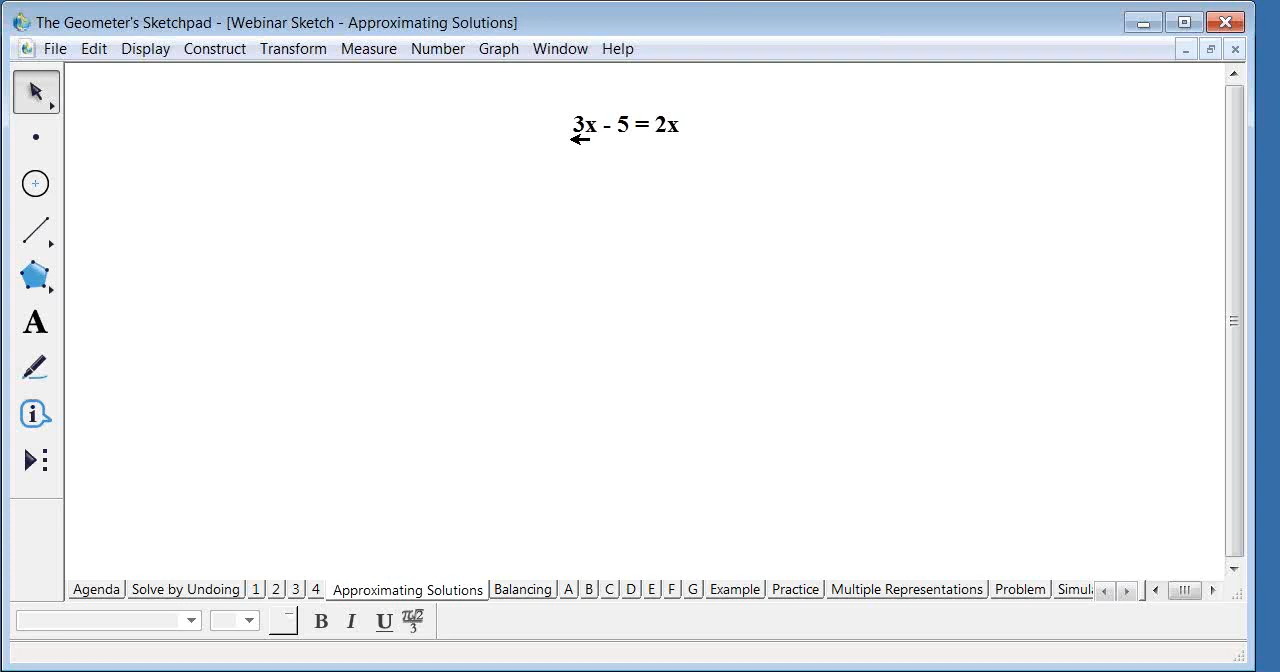 The Geometer's Sketchpad - [Webinar Sketch - Approximating Solutions]
File Edit Display Construct Transform Measure Number Graph Window Help
3x - 5 = 2x
A
i
Agenda Solve by Undoing 1 2 3 4 Approximating Solutions Balancing A B C D E F G Example Practice Multiple Representations Problem
B I U